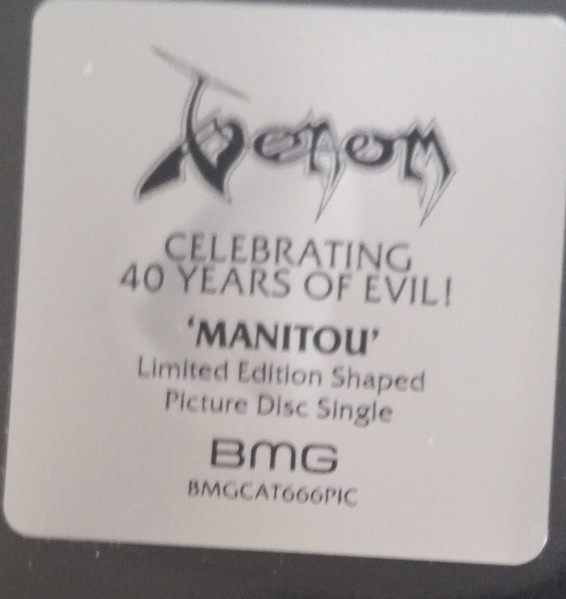 Venom
CELEBRATING
40 YEARS OF EVIL!
'MANITOU'
Limited Edition Shaped
Picture Disc Single
BMG
BMGCAT666PIC